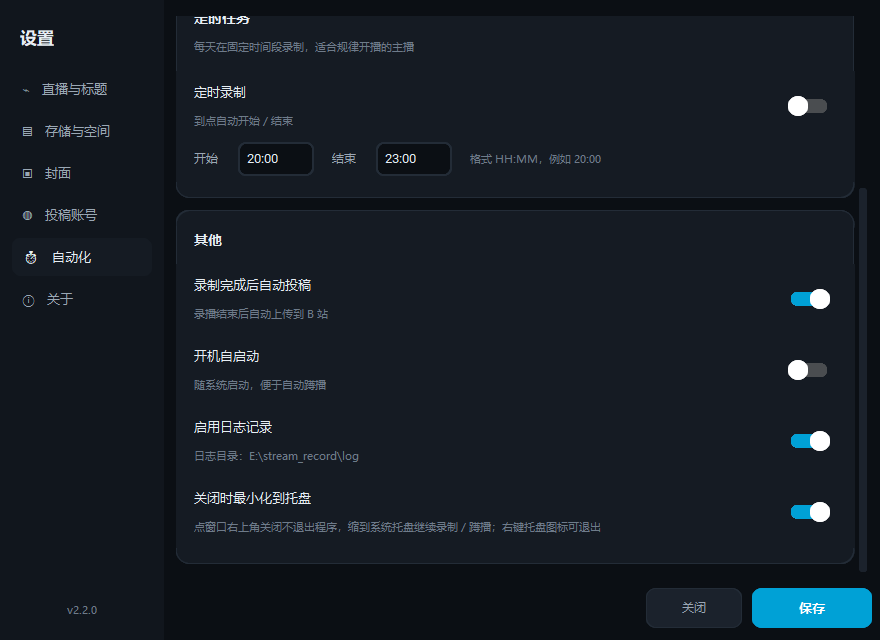 设置
直播与标题
存储与空间
封面
投稿账号
自动化
关于
v2.2.0
定时任务
每天在固定时间段录制，适合规律开播的主播
定时录制
到点自动开始 / 结束
开始 20:00 结束 23:00 格式 HH:MM，例如 20:00
其他
录制完成后自动投稿
录播结束后自动上传到 B 站
开机自启动
随系统启动，便于自动蹲播
启用日志记录
日志目录：E:\stream_record\log
关闭时最小化到托盘
点窗口右上角关闭不退出程序，缩到系统托盘继续录制 / 蹲播；右键托盘图标可退出
关闭 保存